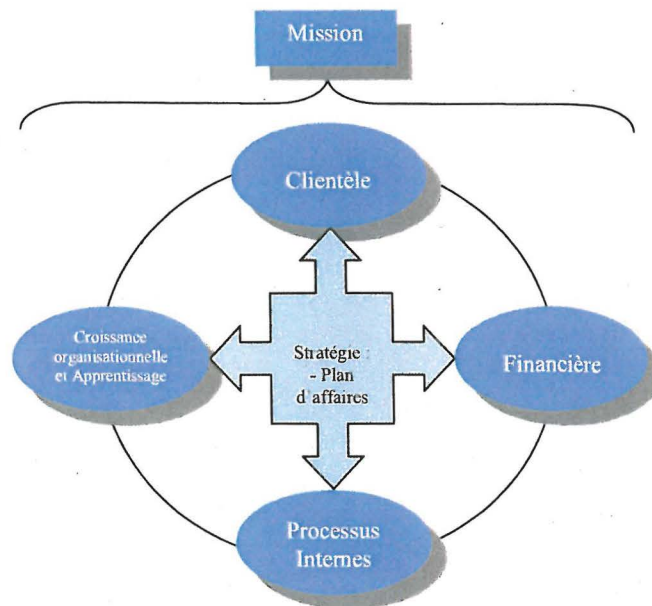 Mission
Clientèle
Croissance
organisationnelle
et Apprentissage
Stratégie :
- Plan
d'affaires
Financière
Processus
Internes